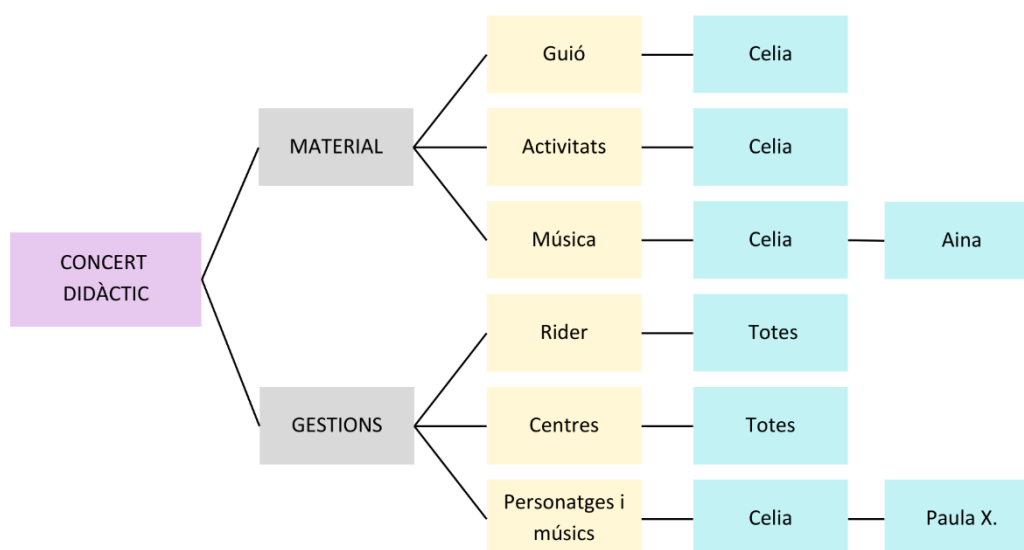 Guió
Celia
MATERIAL
Activitats
Celia
Música
Celia
Aina
CONCERT
DIDÀCTIC
Rider
Totes
GESTIONS
Centres
Totes
Personatges i
músics
Celia
Paula X.